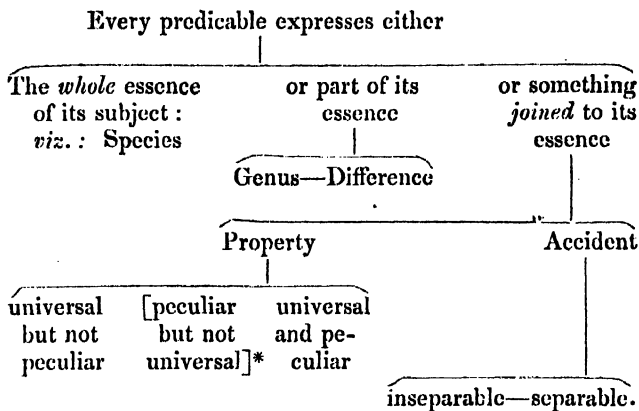 Every predicable expresses either
The whole essence or part of its or something
of its subject: essence joined to its
viz.: Species essence
Genus—Difference
Property Accident
universal [peculiar universal
but not but not and pe-
peculiar universal]* culiar
inseparable—separable.